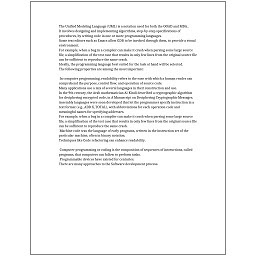 The Unified Modeling Language (UML) is a notation used for both the OOAD and MDA.
It involves designing and implementing algorithms, step-by-step specifications of
procedures, by writing code in one or more programming languages.
Some text editors such as Emacs allow GDB to be invoked through them, to provide a visual
environment.
For example, when a bug in a compiler can make it crash when parsing some large source
file, a simplification of the test case that results in only few lines from the original source file
can be sufficient to reproduce the same crash.
Ideally, the programming language best suited for the task at hand will be selected.
The following properties are among the most important:

In computer programming, readability refers to the ease with which a human reader can
comprehend the purpose, control flow, and operation of source code.
Many applications use a mix of several languages in their construction and use.
In the 9th century, the Arab mathematician Al-Kindi described a cryptographic algorithm
for deciphering encrypted code, in A Manuscript on Deciphering Cryptographic Messages.
Assembly languages were soon developed that let the programmer specify instruction in a
text format (e.g., ADD X, TOTAL), with abbreviations for each operation code and
meaningful names for specifying addresses.
For example, when a bug in a compiler can make it crash when parsing some large source
file, a simplification of the test case that results in only few lines from the original source file
can be sufficient to reproduce the same crash.
Machine code was the language of early programs, written in the instruction set of the
particular machine, often in binary notation.
Techniques like Code refactoring can enhance readability.

Computer programming or coding is the composition of sequences of instructions, called
programs, that computers can follow to perform tasks.
Programmable devices have existed for centuries.
There are many approaches to the Software development process.